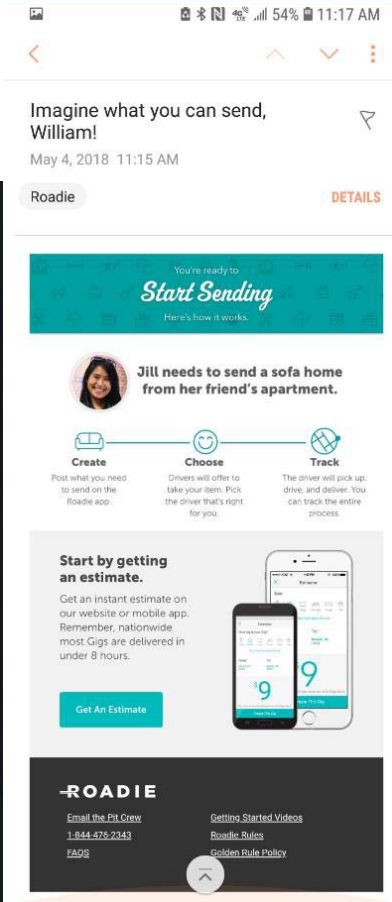 4G LTE 54% 11:17 AM
Imagine what you can send,
William!
May 4, 2018 11:15 AM
Roadie
DETAILS
You're ready to
Start Sending
Here's how it works.
Jill needs to send a sofa home
from her friend's apartment.
Create
Post what you need
to send on the
Roadie app.
Choose
Drivers will offer to
take your item. Pick
the driver that's right
for you.
Track
The driver will pick up,
drive, and deliver. You
can track the entire
process.
Start by getting
an estimate.
Get an instant estimate on
our website or mobile app.
Remember, nationwide
most Gigs are delivered in
under 8 hours.
Get An Estimate
$9
$9
ROADIE
Email the Pit Crew
1-844-476-2343
FAQS
Getting Started Videos
Roadie Rules
Golden Rule Policy